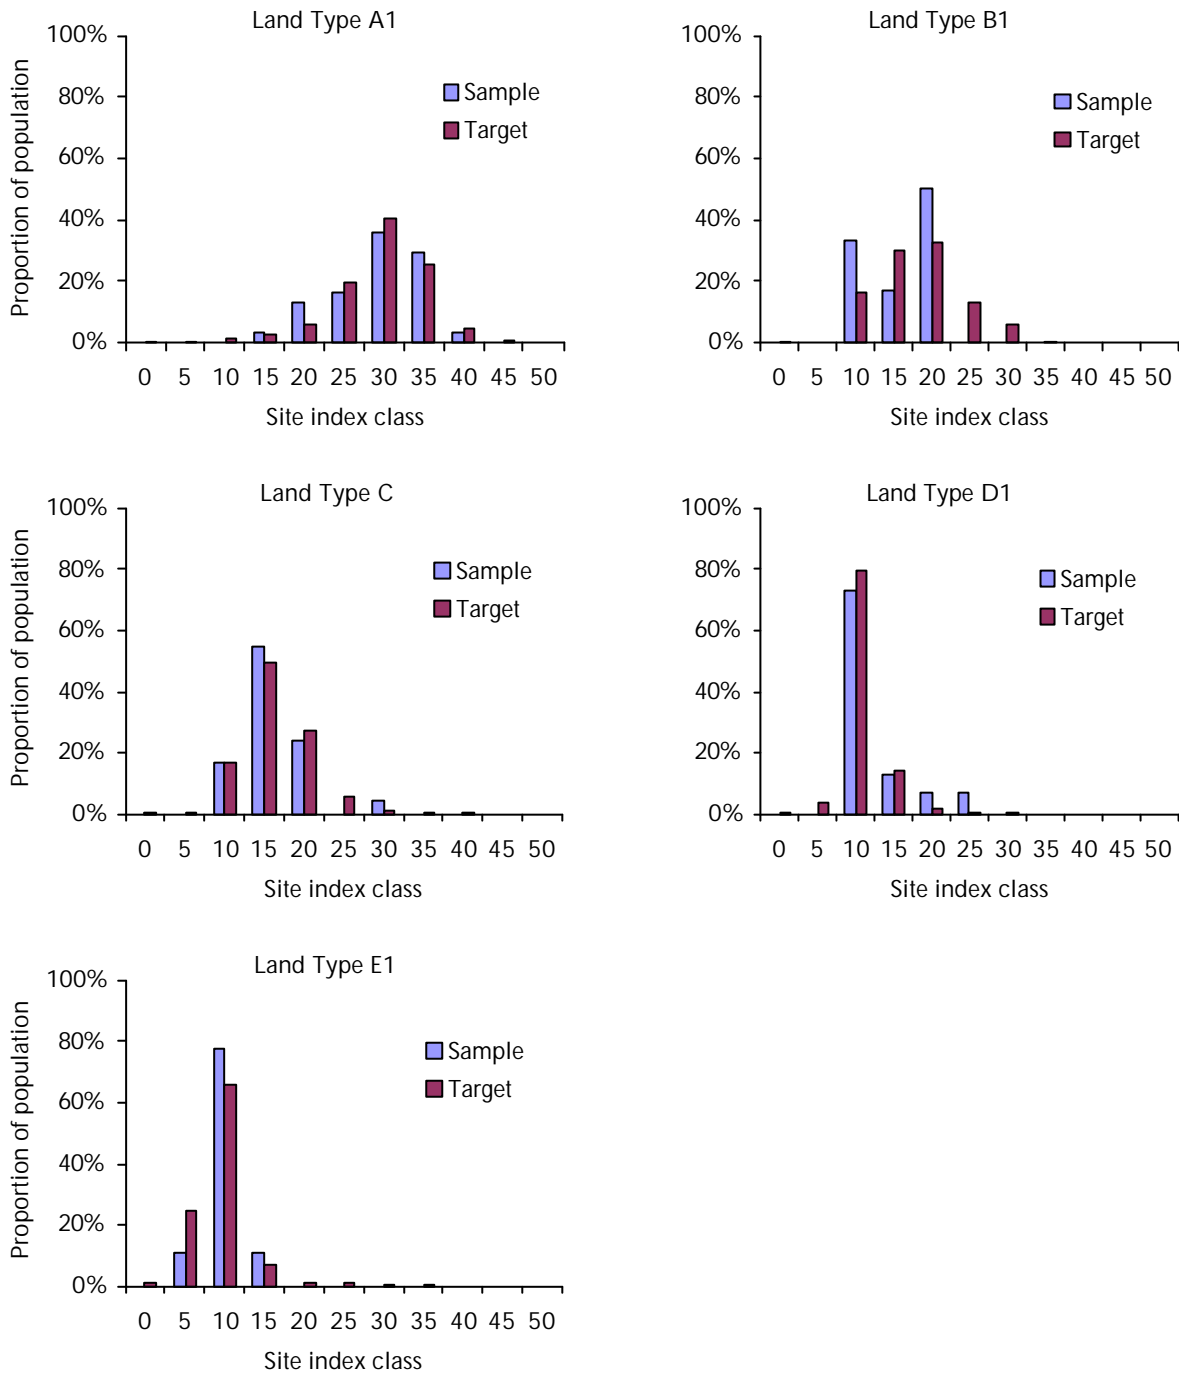 Land Type A1
100%
80%
60%
40%
20%
0%
Proportion of population
Sample
Target
0 5 10 15 20 25 30 35 40 45 50
Site index class
Land Type B1
100%
80%
60%
40%
20%
0%
Sample
Target
0 5 10 15 20 25 30 35 40 45 50
Site index class
Land Type C
100%
80%
60%
40%
20%
0%
Proportion of population
Sample
Target
0 5 10 15 20 25 30 35 40 45 50
Site index class
Land Type D1
100%
80%
60%
40%
20%
0%
Sample
Target
0 5 10 15 20 25 30 35 40 45 50
Site index class
Land Type E1
100%
80%
60%
40%
20%
0%
Proportion of population
Sample
Target
0 5 10 15 20 25 30 35 40 45 50
Site index class